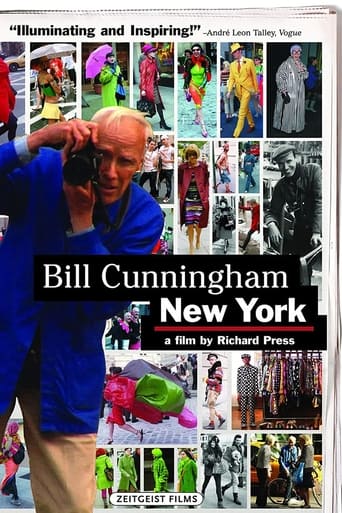 “Illuminating and Inspiring!” –André Leon Talley, Vogue
Bill Cunningham
New York
a film by Richard Press
ZEITGEIST FILMS